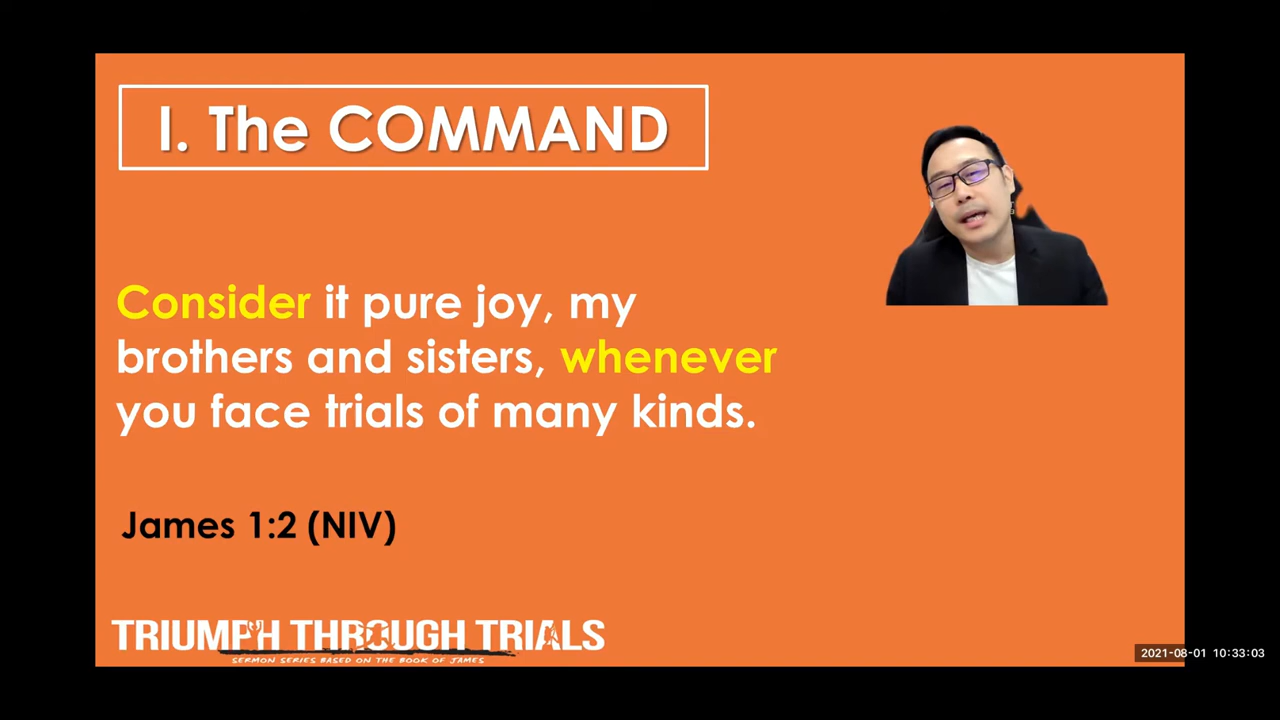 I. The COMMAND
Consider it pure joy, my
brothers and sisters, whenever
you face trials of many kinds.
James 1:2 (NIV)
TRIUMPH THROUGH TRIALS
SERMON SERIES BASED ON THE BOOK OF JAMES
2021-08-01 10:33:03